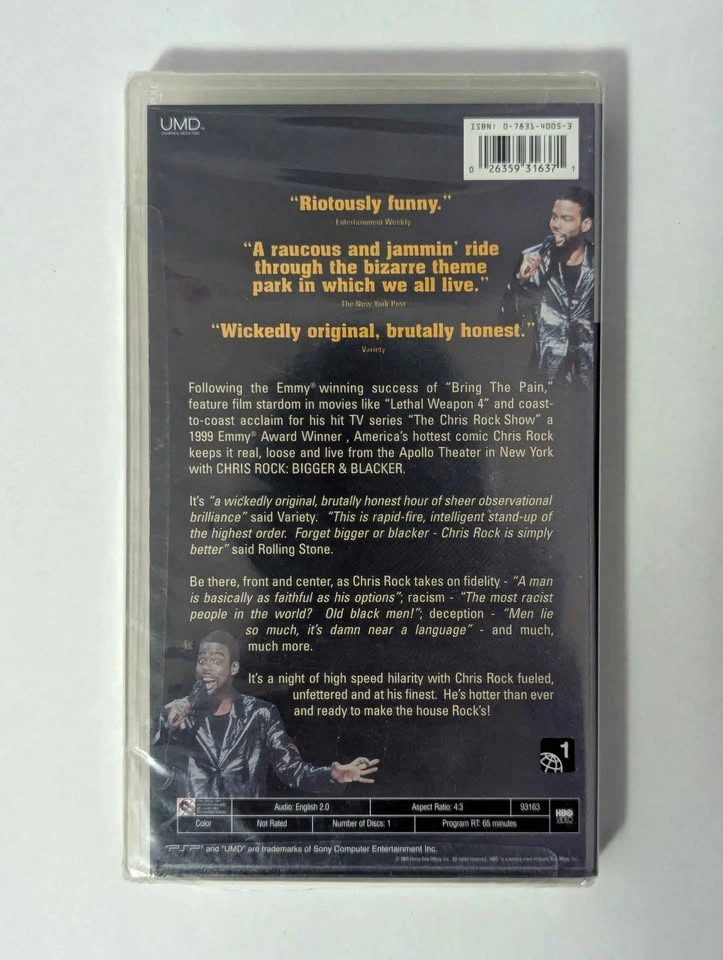 UMD
ISBN: 0-7831-4005-3
0 26359 31637 1
“Riotously funny.”
Entertainment Weekly
“A raucous and jammin’ ride
through the bizarre theme
park in which we all live.”
The New York Post
“Wickedly original, brutally honest.”
Variety
Following the Emmy® winning success of “Bring The Pain,”
feature film stardom in movies like “Lethal Weapon 4” and coast-
to-coast acclaim for his hit TV series “The Chris Rock Show” a
1999 Emmy® Award Winner , America’s hottest comic Chris Rock
keeps it real, loose and live from the Apollo Theater in New York
with CHRIS ROCK: BIGGER & BLACKER.
It’s “a wickedly original, brutally honest hour of sheer observational
brilliance” said Variety. “This is rapid-fire, intelligent stand-up of
the highest order. Forget bigger or blacker - Chris Rock is simply
better” said Rolling Stone.
Be there, front and center, as Chris Rock takes on fidelity - “A man
is basically as faithful as his options”; racism - “The most racist
people in the world? Old black men!”; deception - “Men lie
so much, it’s damn near a language” - and much,
much more.
It’s a night of high speed hilarity with Chris Rock fueled,
unfettered and at his finest. He’s hotter than ever
and ready to make the house Rock’s!
1
Audio: English 2.0 Aspect Ratio: 4:3 93163
Color Not Rated Number of Discs: 1 Program RT: 65 minutes
HBO
"PSP" and "UMD" are trademarks of Sony Computer Entertainment Inc.